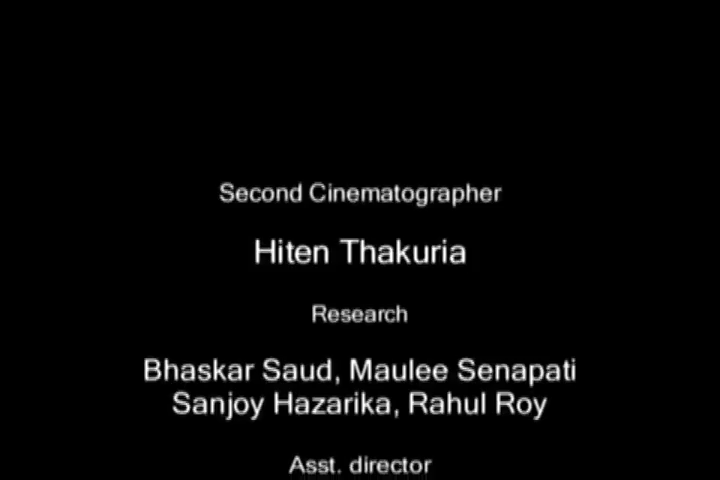 Second Cinematographer
Hiten Thakuria
Research
Bhaskar Saud, Maulee Senapati
Sanjoy Hazarika, Rahul Roy
Asst. director